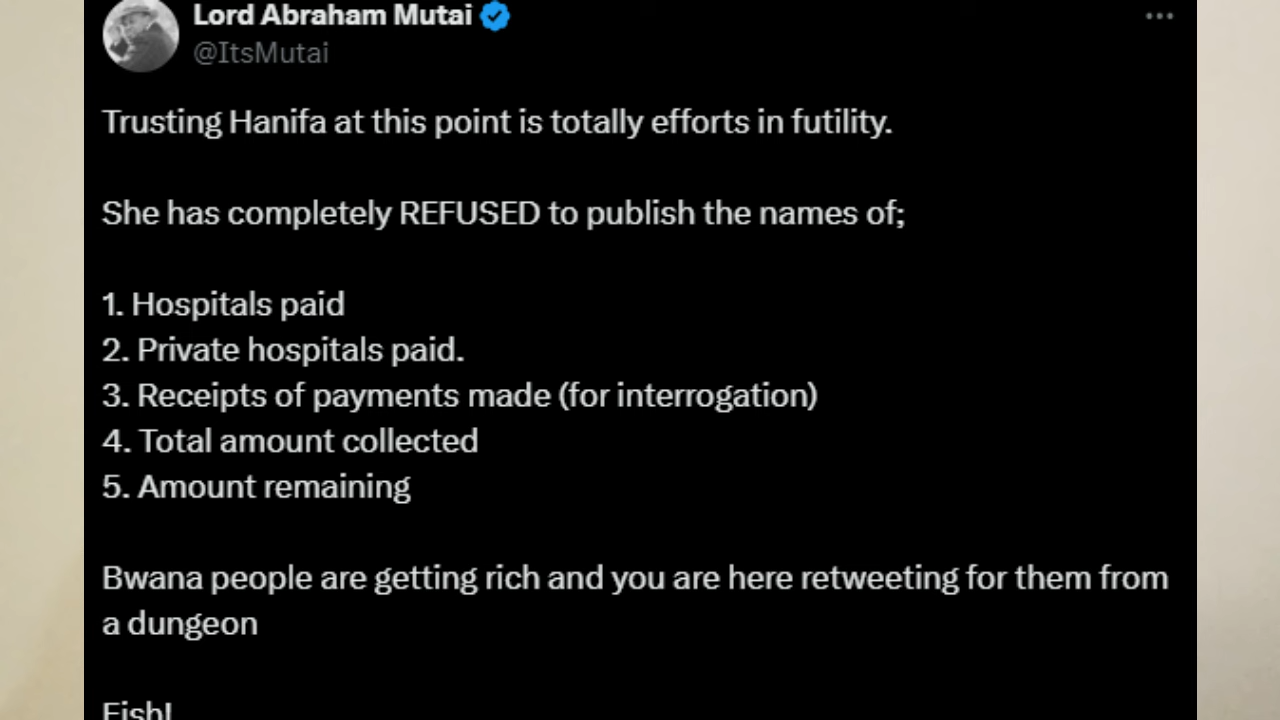 Lord Abraham Mutai
@ItsMutai
Trusting Hanifa at this point is totally efforts in futility.
She has completely REFUSED to publish the names of;
1. Hospitals paid
2. Private hospitals paid.
3. Receipts of payments made (for interrogation)
4. Total amount collected
5. Amount remaining
Bwana people are getting rich and you are here retweeting for them from
a dungeon
Eish!